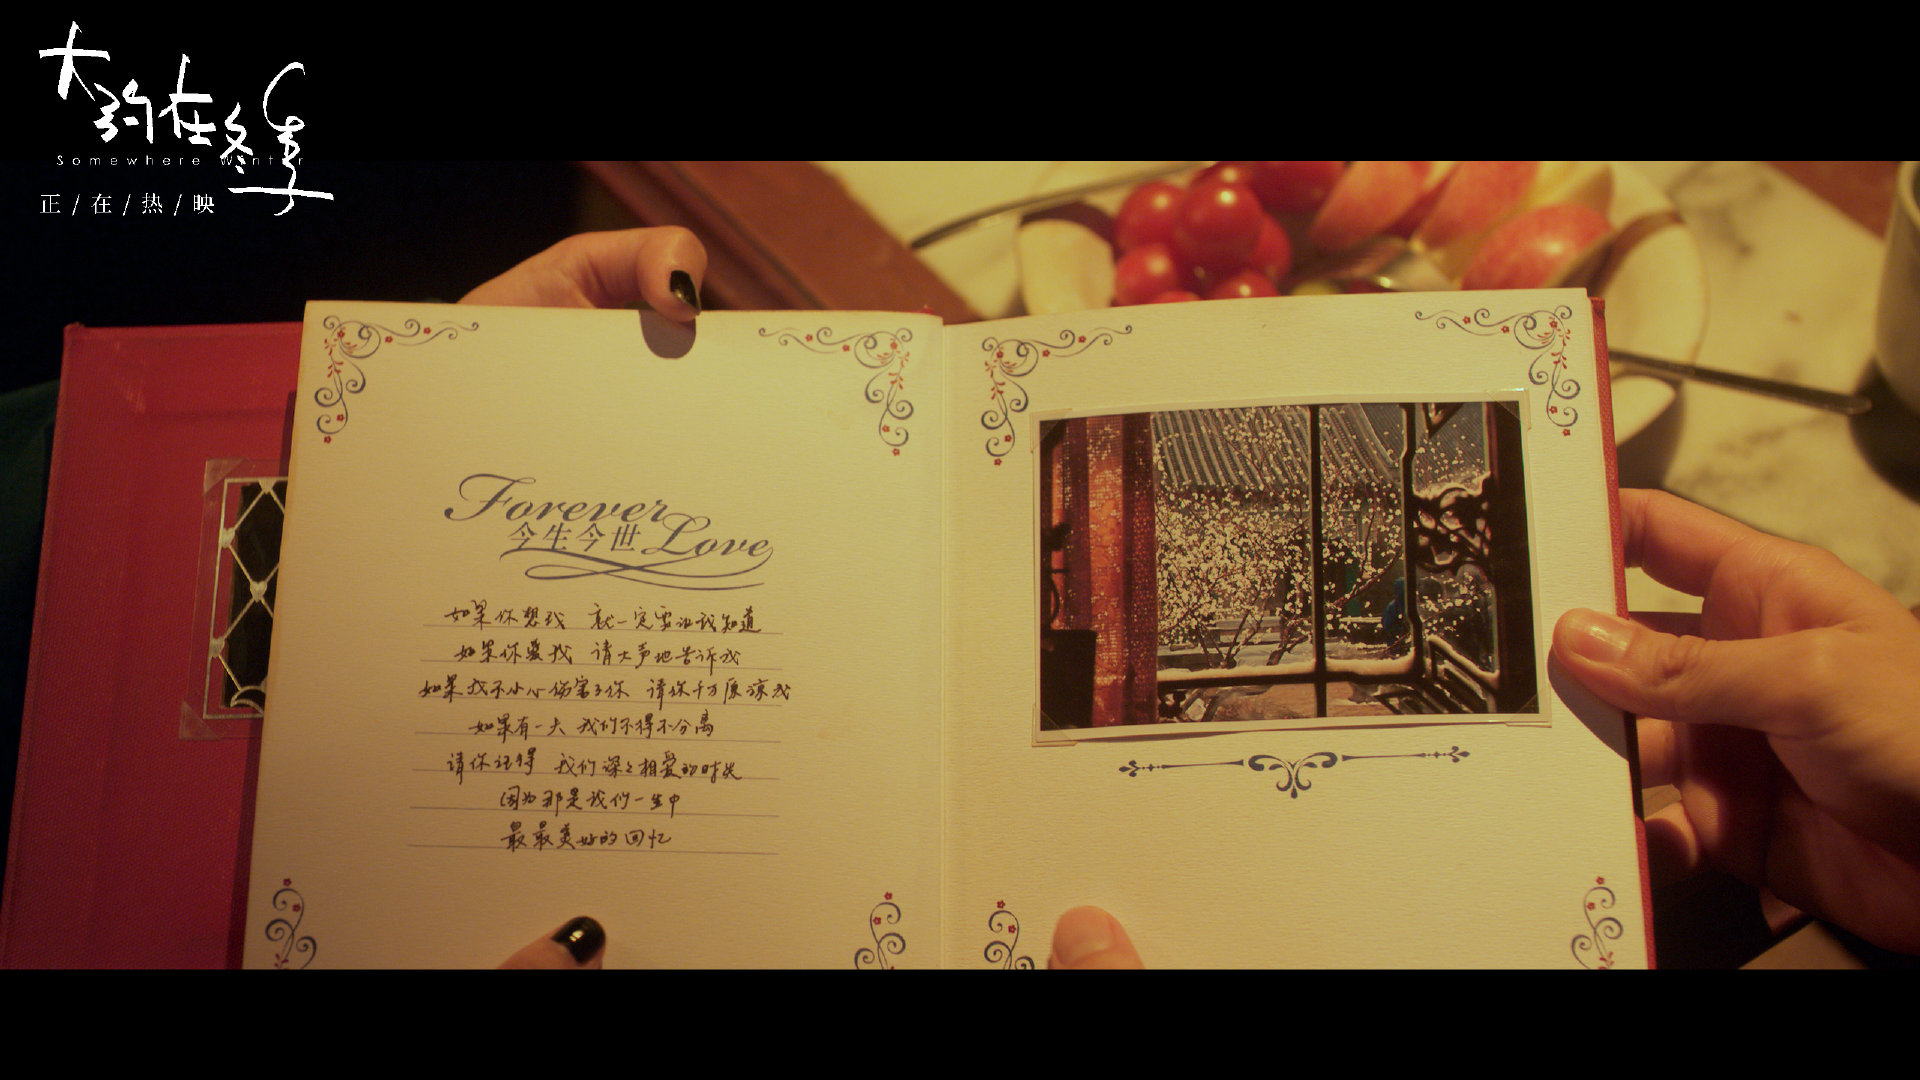 大约在冬季
Somewhere Winter
正/在/热/映
Forever
今生今世 Love
如果你想我 就一定要让我知道
如果你爱我 请大声地告诉我
如果我不小心伤害了你 请你千万原谅我
如果有一天 我们不得不分离
请你记得 我们深深相爱的时光
因为那是我们一生中
最最美好的回忆